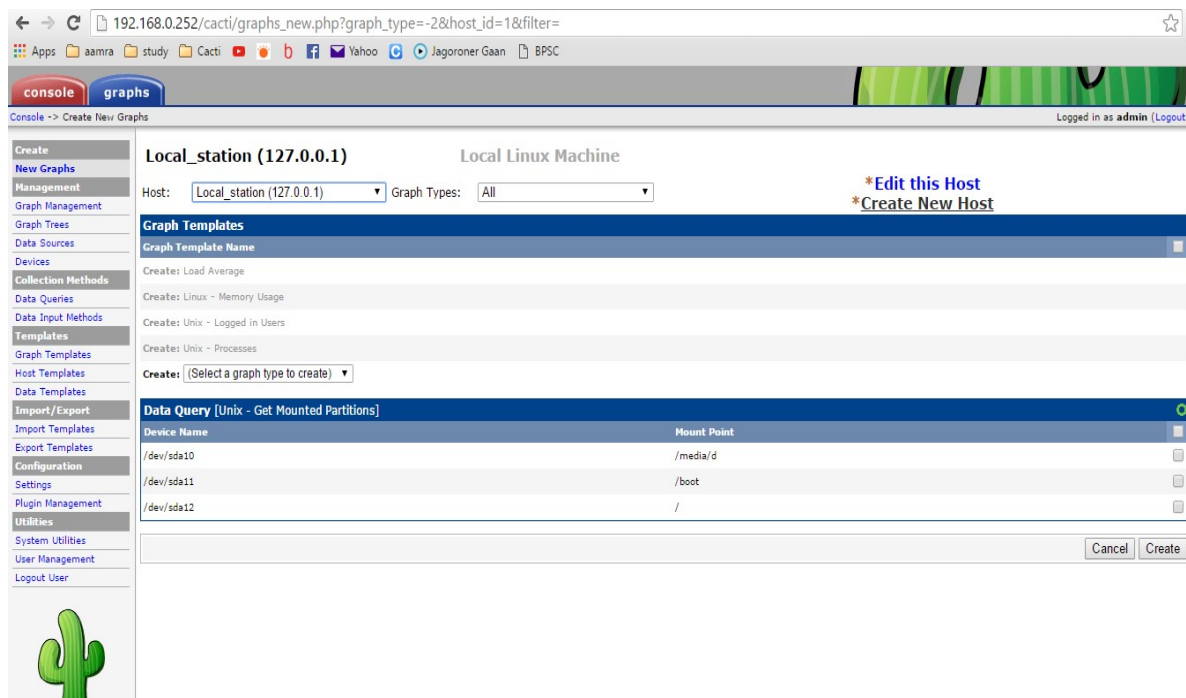 192.168.0.252/cacti/graphs_new.php?graph_type=-2&host_id=1&filter=
Apps aamra study Cacti Yahoo Jagoroner Gaan BPSC
console graphs
Console -> Create New Graphs
Logged in as admin (Logout
Create
New Graphs
Management
Graph Management
Graph Trees
Data Sources
Devices
Collection Methods
Data Queries
Data Input Methods
Templates
Graph Templates
Host Templates
Data Templates
Import/Export
Import Templates
Export Templates
Configuration
Settings
Plugin Management
Utilities
System Utilities
User Management
Logout User
Local_station (127.0.0.1) Local Linux Machine
Host: Local_station (127.0.0.1) Graph Types: All
*Edit this Host
*Create New Host
Graph Templates
Graph Template Name
Create: Load Average
Create: Linux - Memory Usage
Create: Unix - Logged in Users
Create: Unix - Processes
Create: (Select a graph type to create)
Data Query [Unix - Get Mounted Partitions]
Device Name Mount Point
/dev/sda10 /media/d
/dev/sda11 /boot
/dev/sda12 /
Cancel Create